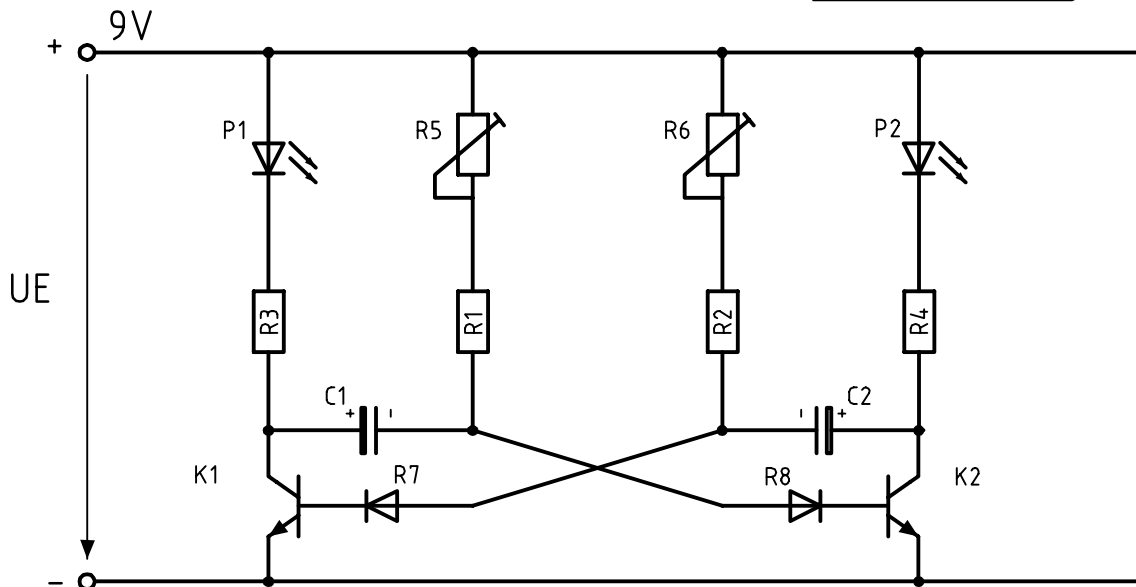 9V
+
P1
R5
R6
P2
UE
R3
R1
R2
R4
C1
+ -
C2
- +
K1
R7
R8
K2
-